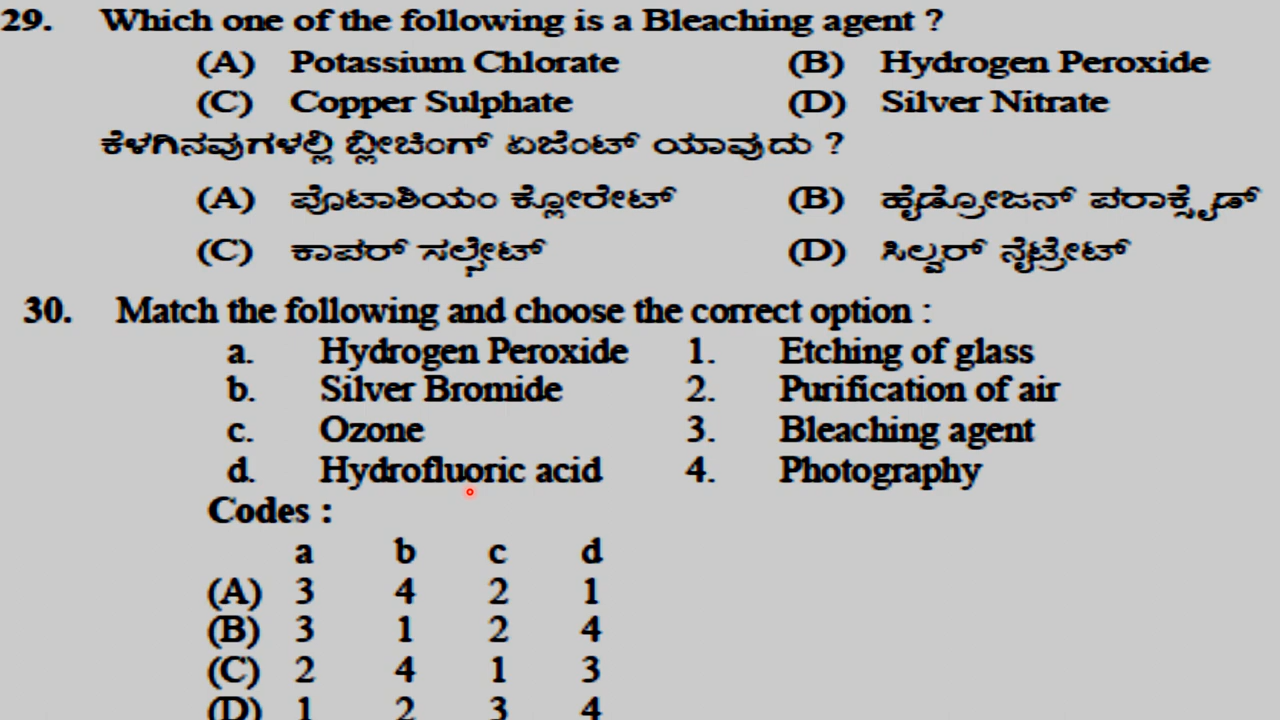 29. Which one of the following is a Bleaching agent ?
(A) Potassium Chlorate (B) Hydrogen Peroxide
(C) Copper Sulphate (D) Silver Nitrate
ಕೆಳಗಿನವುಗಳಲ್ಲಿ ಬ್ಲೀಚಿಂಗ್ ಏಜೆಂಟ್ ಯಾವುದು ?
(A) ಪೊಟಾಶಿಯಂ ಕ್ಲೋರೇಟ್ (B) ಹೈಡ್ರೋಜನ್ ಪರಾಕ್ಸೈಡ್
(C) ಕಾಪರ್ ಸಲ್ಫೇಟ್ (D) ಸಿಲ್ವರ್ ನೈಟ್ರೇಟ್
30. Match the following and choose the correct option :
a. Hydrogen Peroxide 1. Etching of glass
b. Silver Bromide 2. Purification of air
c. Ozone 3. Bleaching agent
d. Hydrofluoric acid 4. Photography
Codes :
a b c d
(A) 3 4 2 1
(B) 3 1 2 4
(C) 2 4 1 3
(D) 1 2 3 4